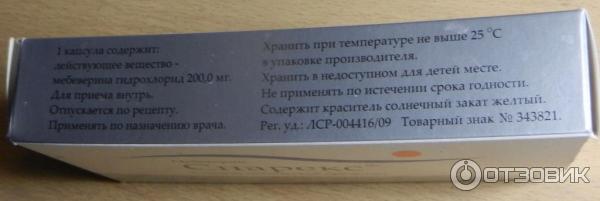 1 капсула содержит:
действующее вещество -
мебеверина гидрохлорид 200,0 мг.
Для приема внутрь.
Отпускается по рецепту.
Применять по назначению врача.
Хранить при температуре не выше 25 °С
в упаковке производителя.
Хранить в недоступном для детей месте.
Не применять по истечении срока годности.
Содержит краситель солнечный закат желтый.
Рег. уд.: ЛСР-004416/09 Товарный знак № 343821.
Спарекс
ОТЗОВИК